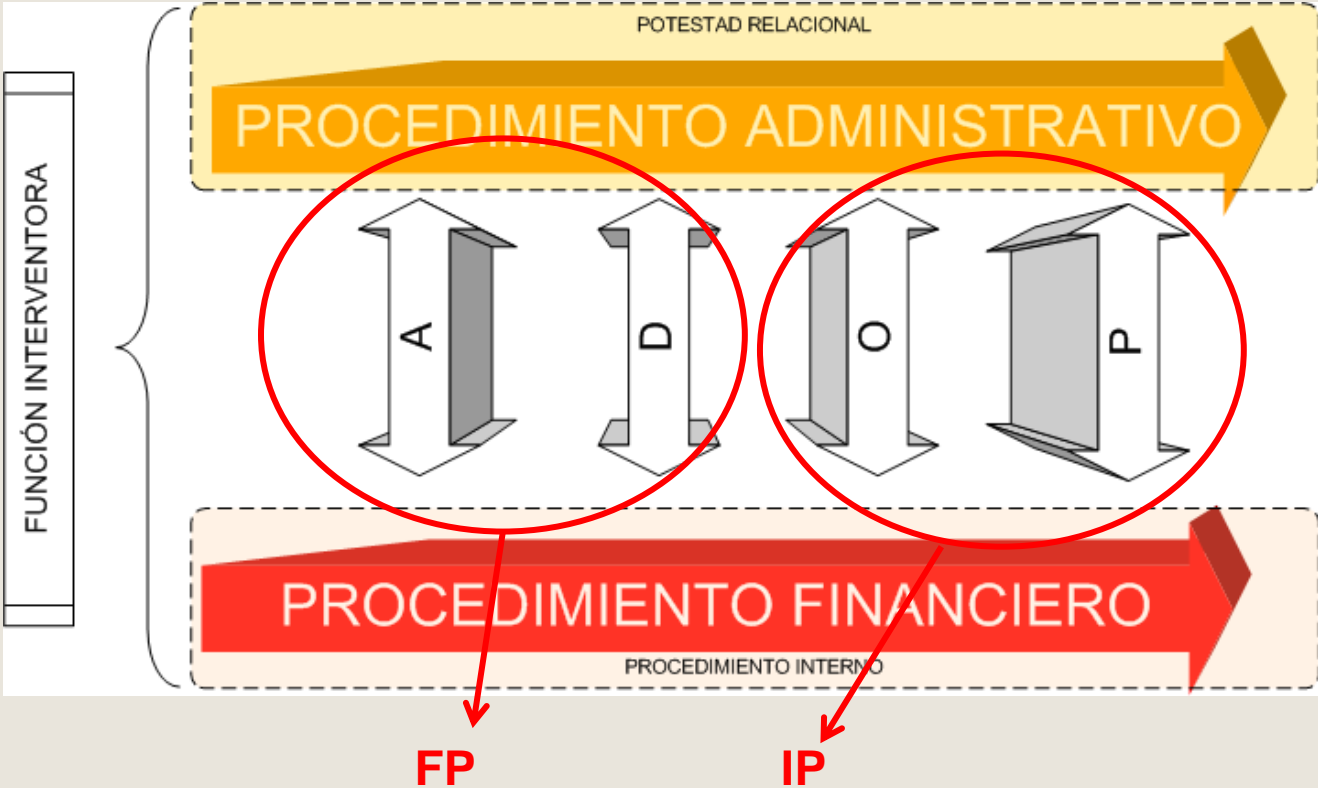 POTESTAD RELACIONAL
PROCEDIMIENTO ADMINISTRATIVO
FUNCIÓN INTERVENTORA
A
D
O
P
PROCEDIMIENTO FINANCIERO
PROCEDIMIENTO INTERNO
FP
IP